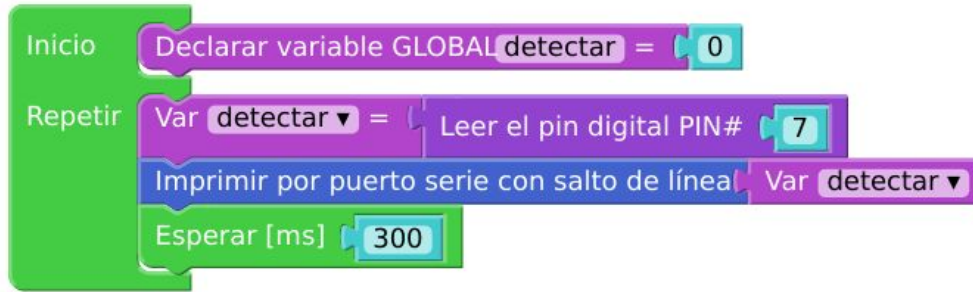 Inicio Declarar variable GLOBAL detectar = 0
Repetir Var detectar ▾ = Leer el pin digital PIN# 7
Imprimir por puerto serie con salto de línea Var detectar ▾
Esperar [ms] 300